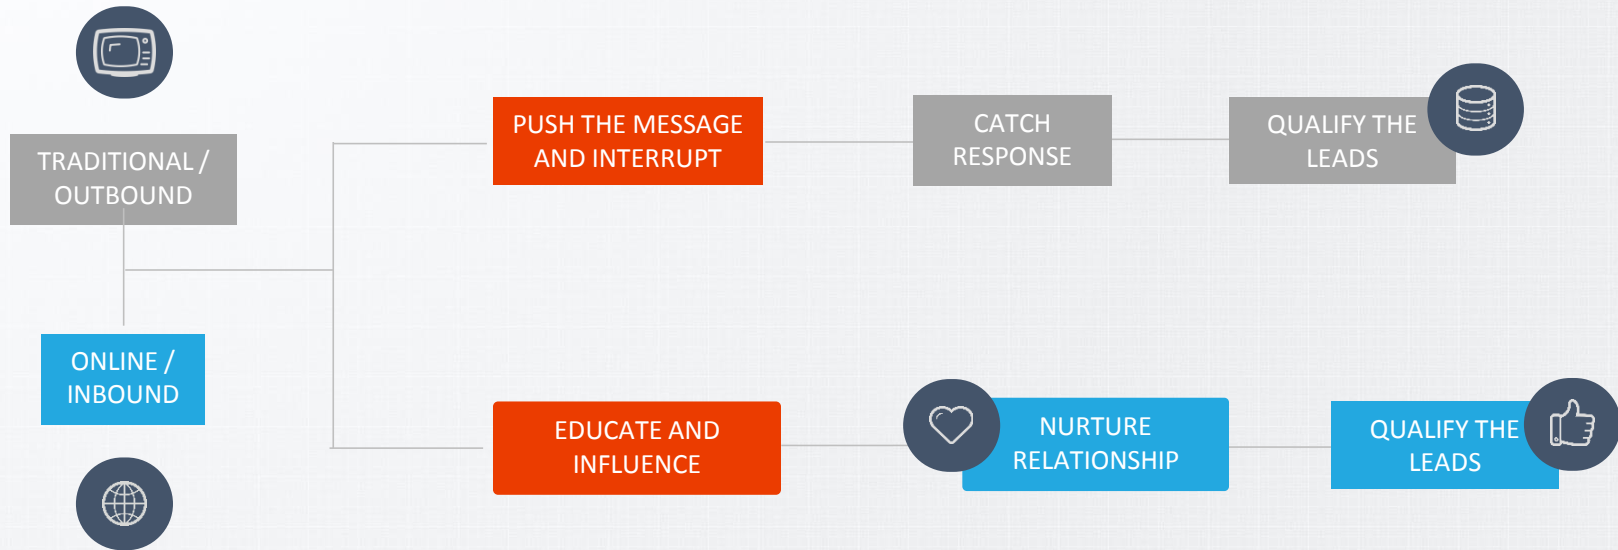 TRADITIONAL /
OUTBOUND
PUSH THE MESSAGE
AND INTERRUPT
CATCH
RESPONSE
QUALIFY THE
LEADS
ONLINE /
INBOUND
EDUCATE AND
INFLUENCE
NURTURE
RELATIONSHIP
QUALIFY THE
LEADS